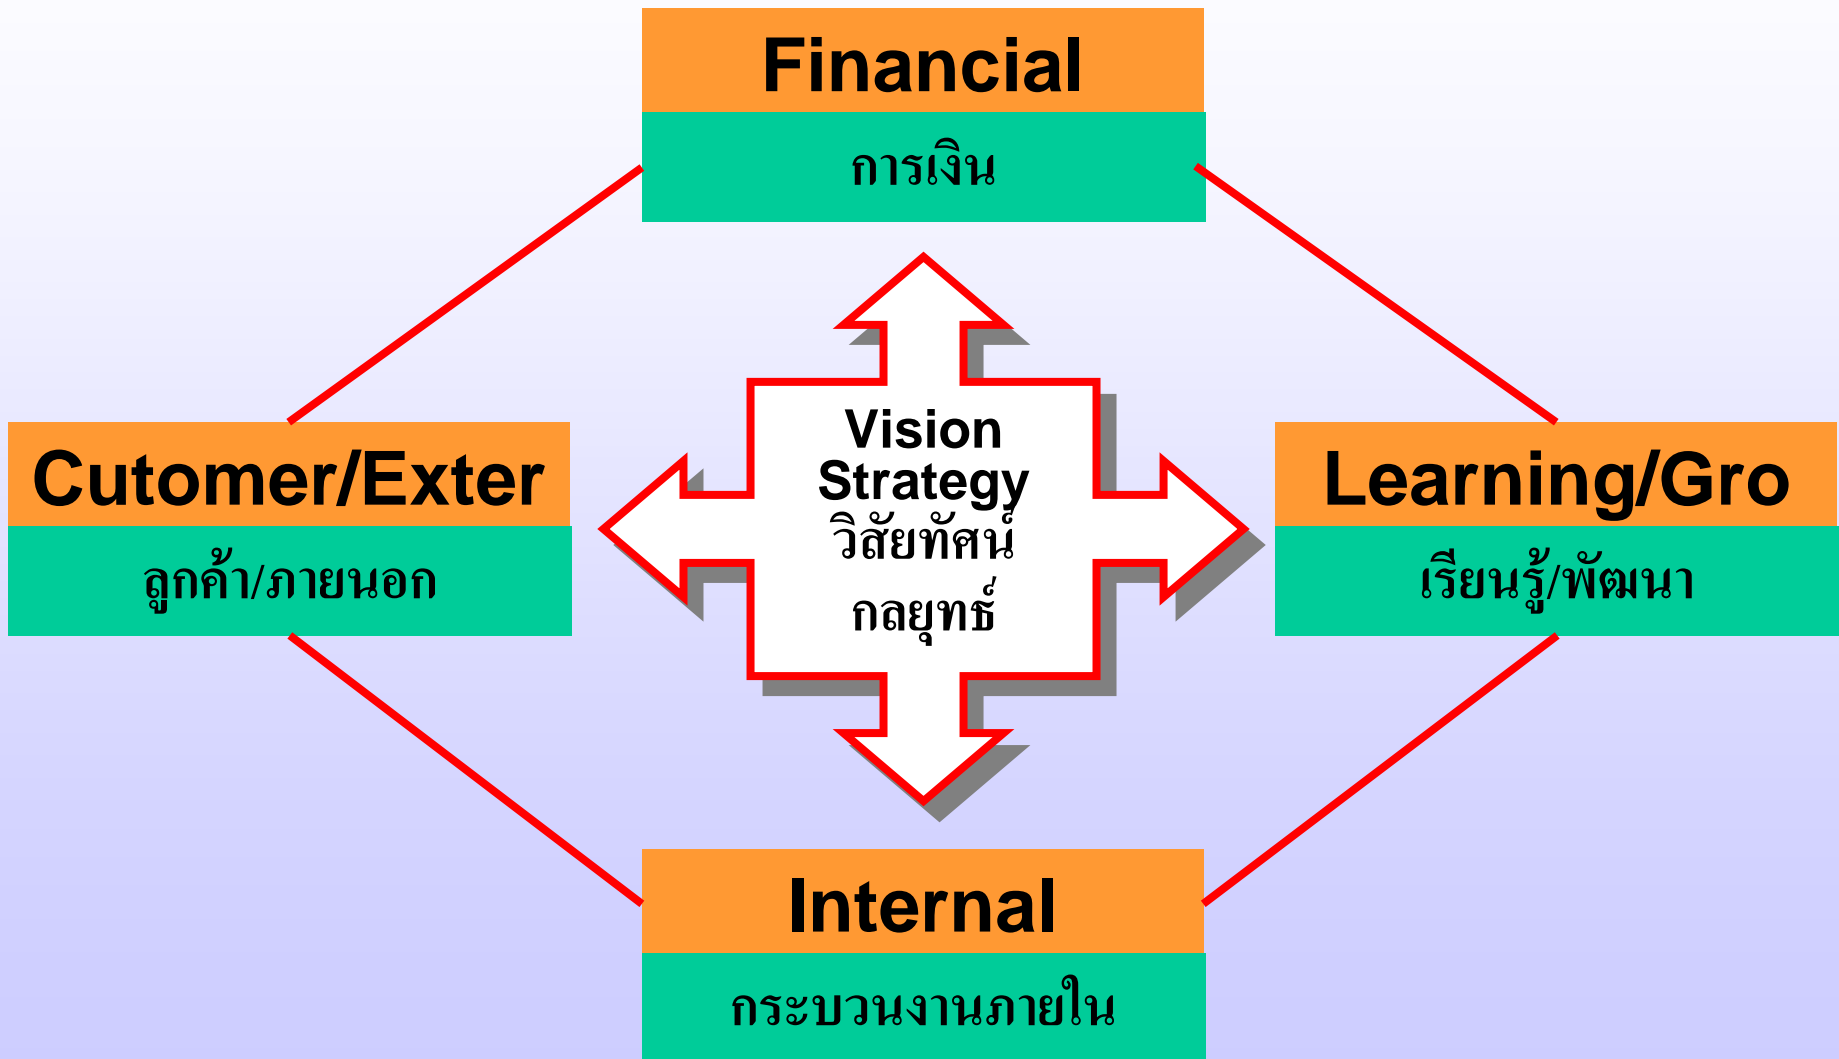 Financial
การเงิน
Vision
Strategy
วิสัยทัศน์
กลยุทธ์
Cutomer/Exter
ลูกค้า/ภายนอก
Learning/Gro
เรียนรู้/พัฒนา
Internal
กระบวนงานภายใน